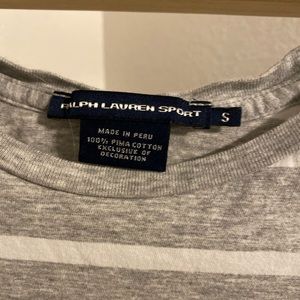 RALPH LAUREN SPORT
S
MADE IN PERU
100% PIMA COTTON
EXCLUSIVE OF
DECORATION